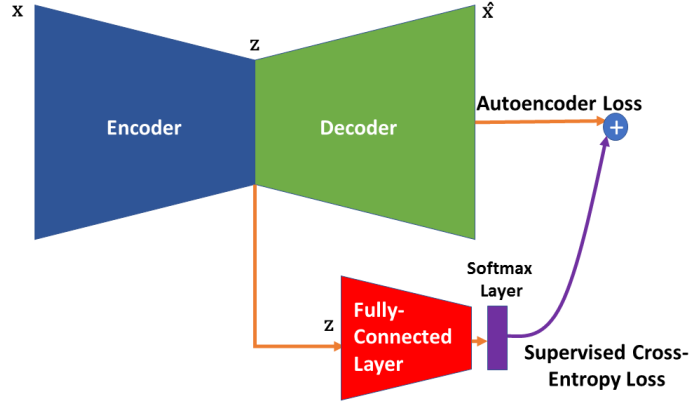 x
z
x̂
Encoder
Decoder
Autoencoder Loss
+
Softmax
Layer
z
Fully-
Connected
Layer
Supervised Cross-
Entropy Loss